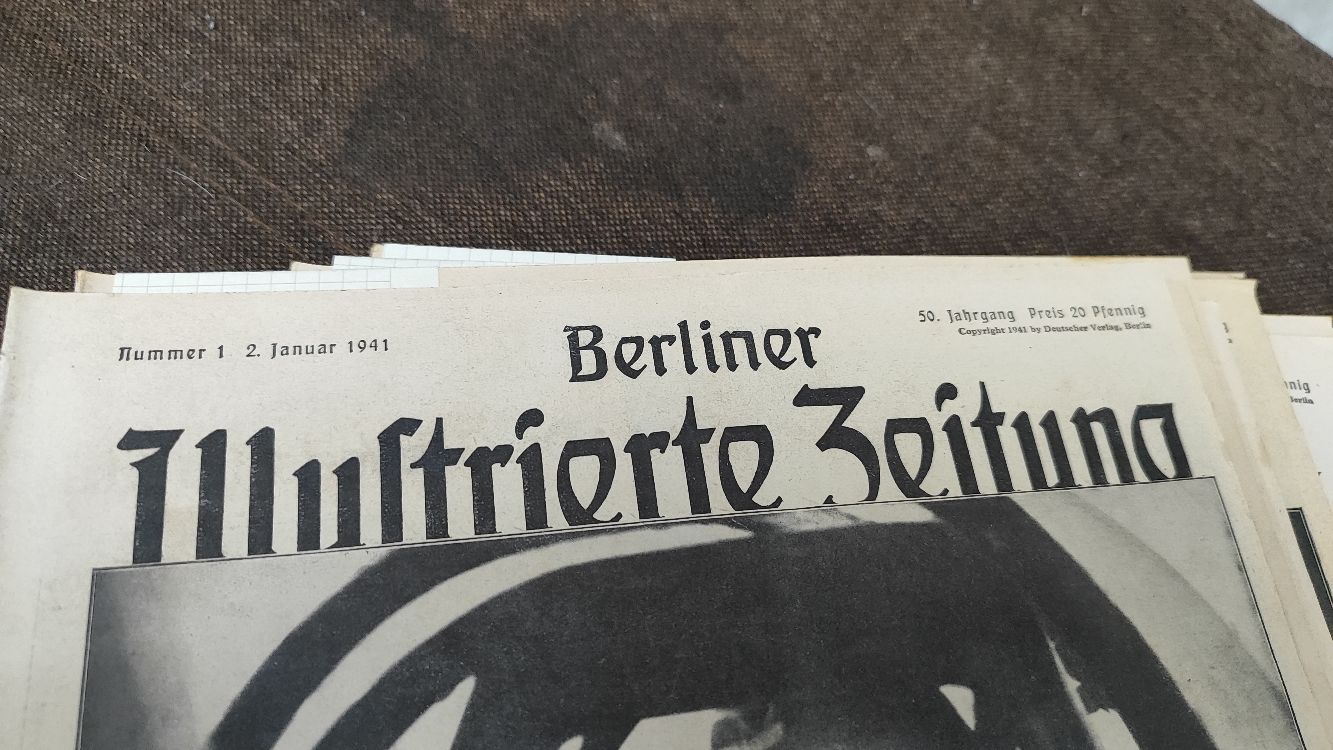 Nummer 1 2. Januar 1941
50. Jahrgang Preis 20 Pfennig
Copyright 1941 by Deutscher Verlag, Berlin
Berliner
Illustrierte Zeitung
Berlin